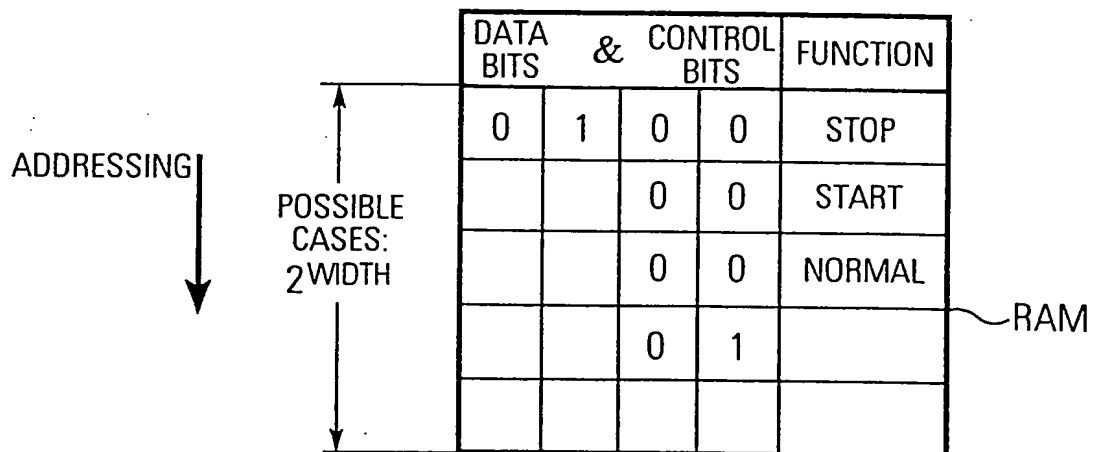 DATA BITS & CONTROL BITS FUNCTION
0 1 0 0 STOP
ADDRESSING
0 0 START
POSSIBLE
CASES:
2WIDTH
0 0 NORMAL
RAM
0 1